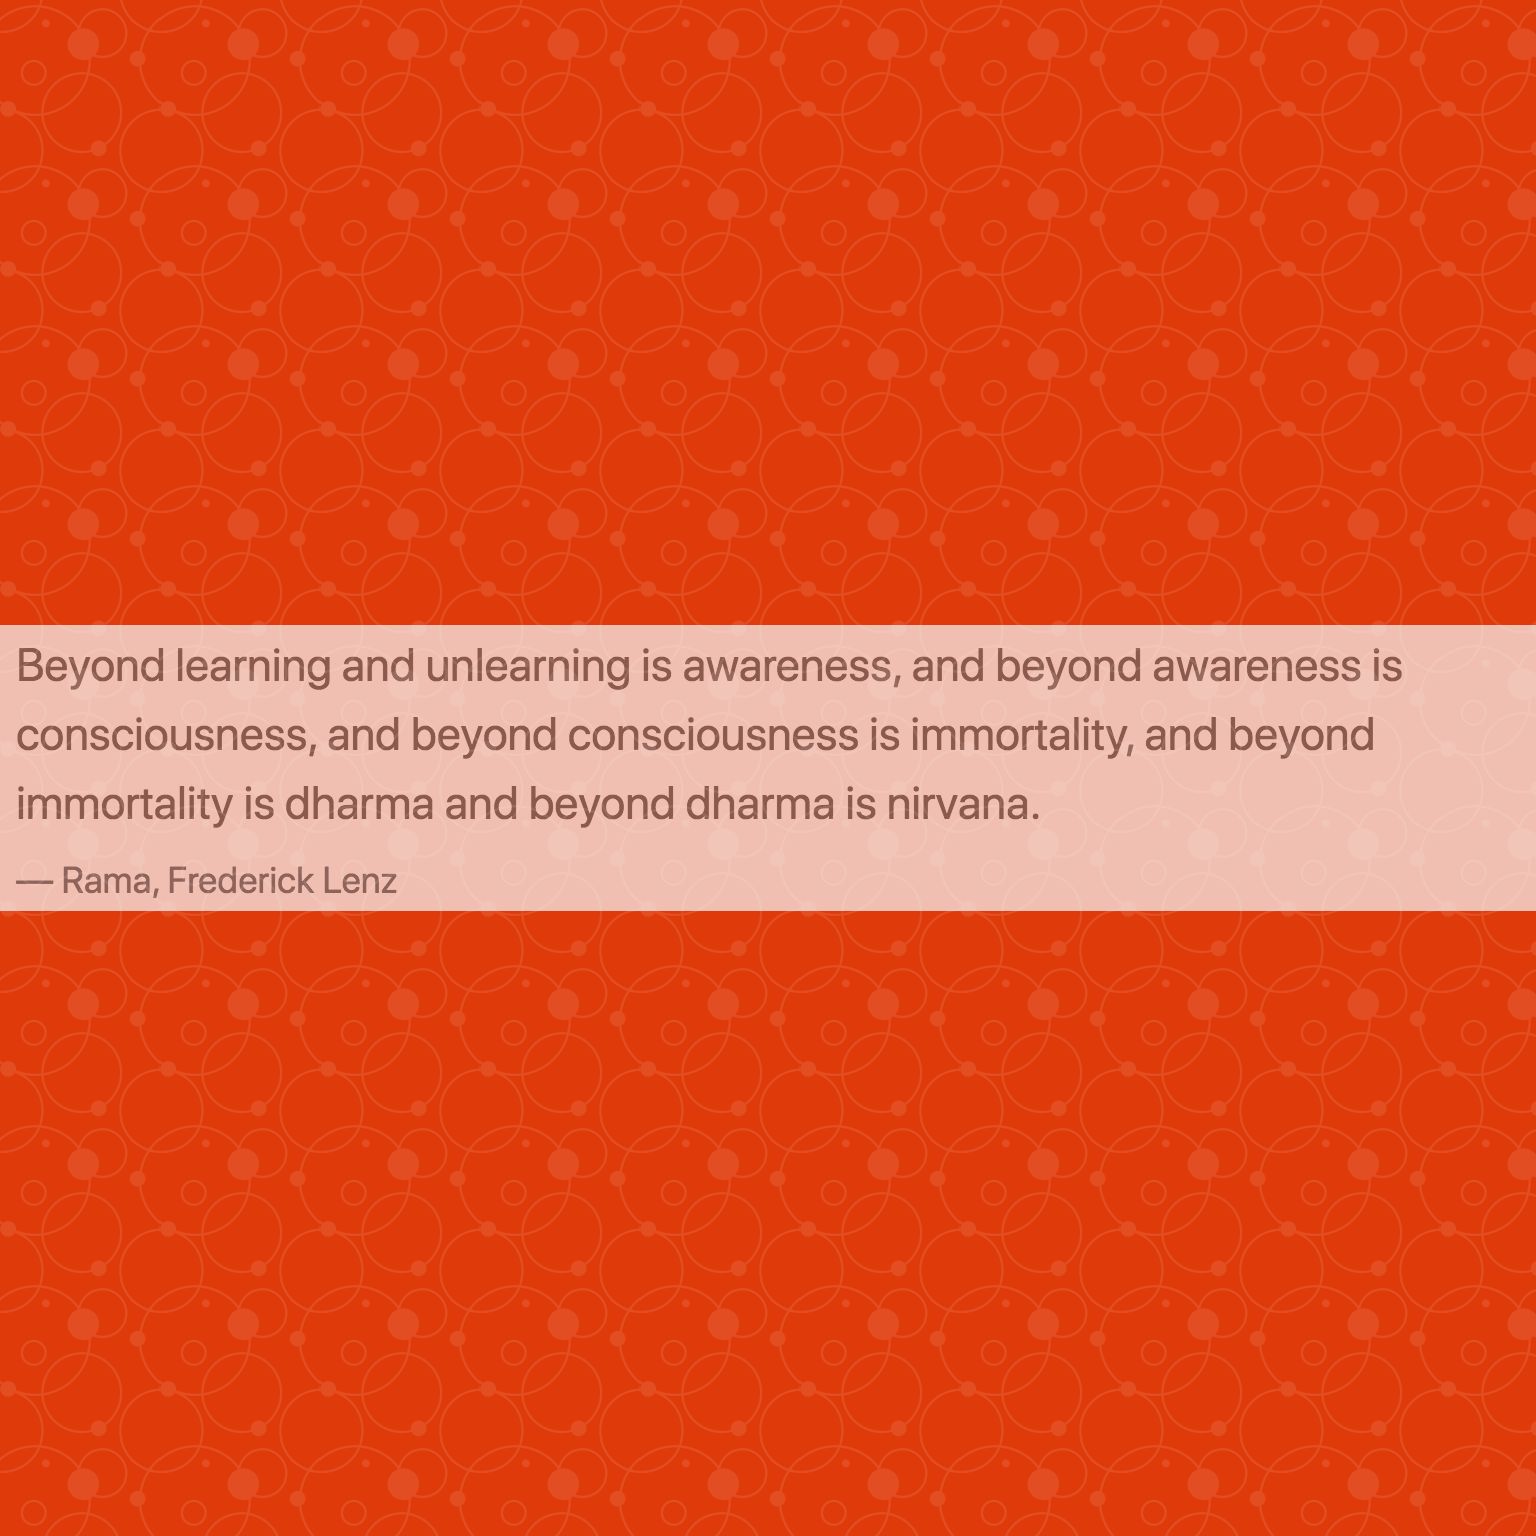 Beyond learning and unlearning is awareness, and beyond awareness is
consciousness, and beyond consciousness is immortality, and beyond
immortality is dharma and beyond dharma is nirvana.
— Rama, Frederick Lenz